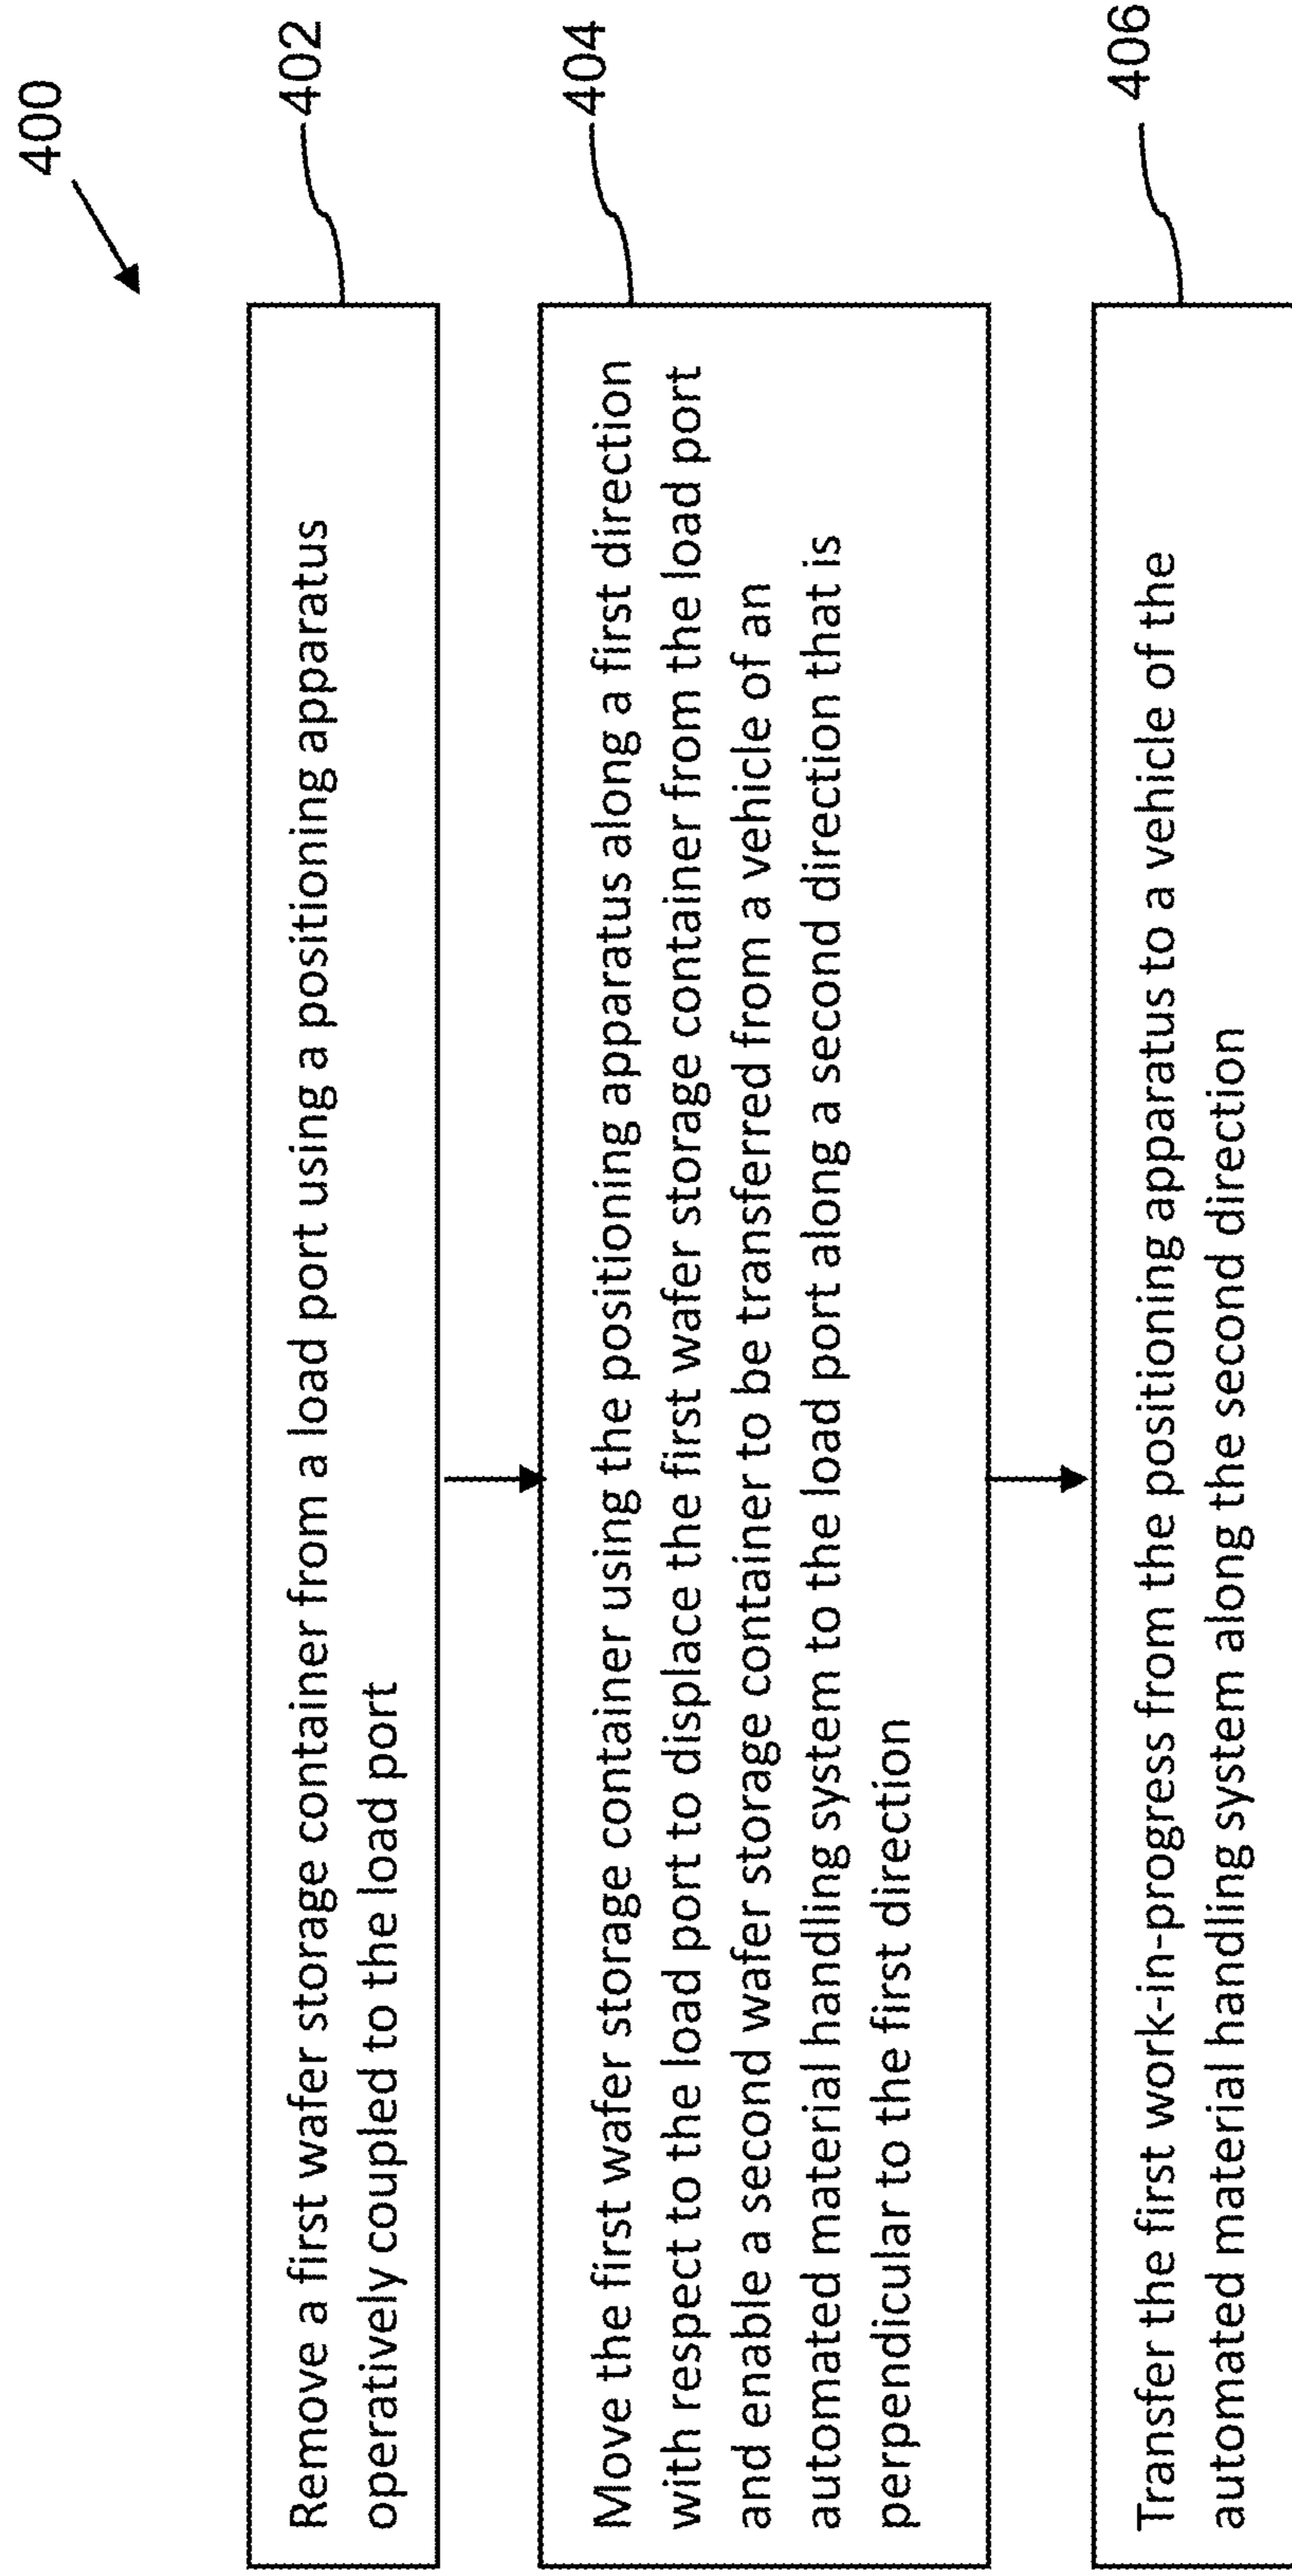 400
402
Remove a first wafer storage container from a load port using a positioning apparatus
operatively coupled to the load port
404
Move the first wafer storage container using the positioning apparatus along a first direction
with respect to the load port to displace the first wafer storage container from the load port
and enable a second wafer storage container to be transferred from a vehicle of an
automated material handling system to the load port along a second direction that is
perpendicular to the first direction
406
Transfer the first work-in-progress from the positioning apparatus to a vehicle of the
automated material handling system along the second direction